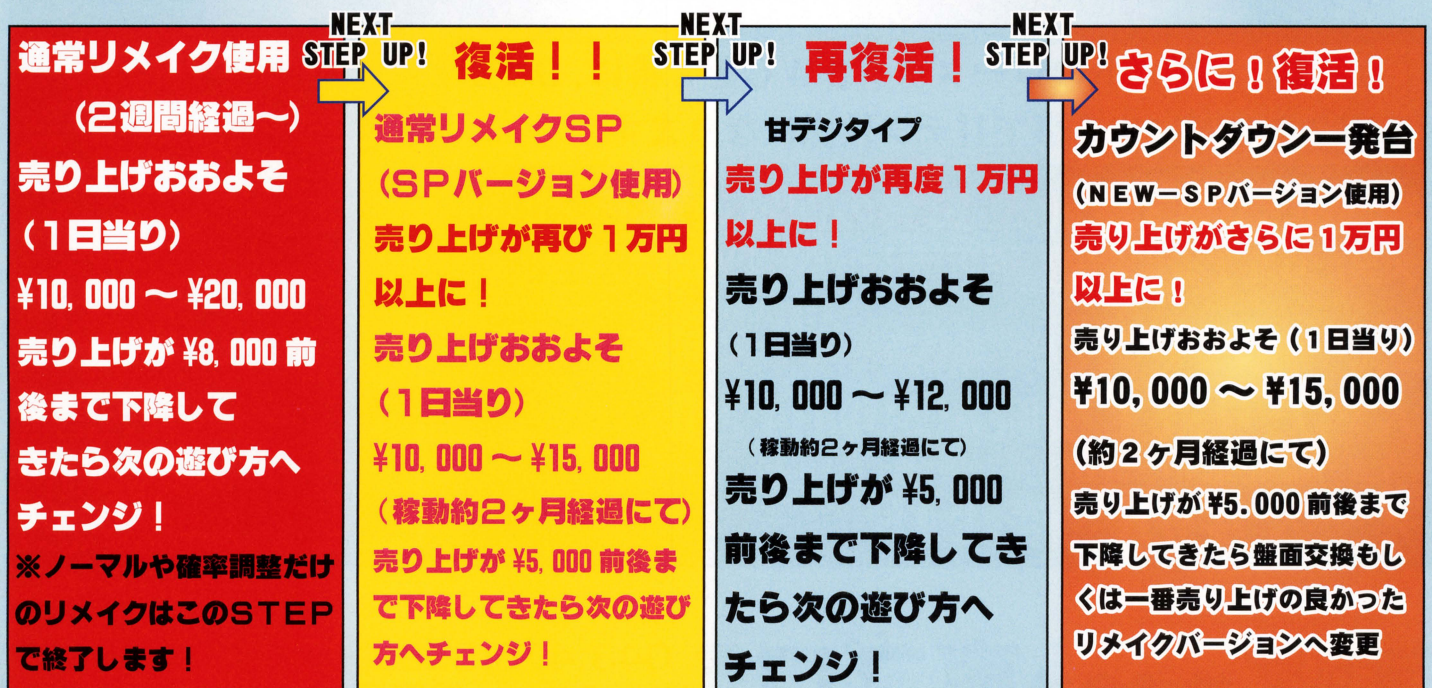 通常リメイク使用
(2週間経過〜)
売り上げおおよそ
(1日当り)
¥10,000〜¥20,000
売り上げが¥8,000前
後まで下降して
きたら次の遊び方へ
チェンジ!
※ノーマルや確率調整だけ
のリメイクはこのSTEP
で終了します!
NEXT
STEP UP!
復活!!
通常リメイクSP
(SPバージョン使用)
売り上げが再び1万円
以上に!
売り上げおおよそ
(1日当り)
¥10,000〜¥15,000
(稼動約2ヶ月経過にて)
売り上げが¥5,000前後ま
で下降してきたら次の遊び
方へチェンジ!
NEXT
STEP UP!
再復活!
甘デジタイプ
売り上げが再度1万円
以上に!
売り上げおおよそ
(1日当り)
¥10,000〜¥12,000
(稼動約2ヶ月経過にて)
売り上げが¥5,000
前後まで下降してき
たら次の遊び方へ
チェンジ!
NEXT
STEP UP!
さらに!復活!
カウントダウン一発台
(NEW−SPバージョン使用)
売り上げがさらに1万円
以上に!
売り上げおおよそ(1日当り)
¥10,000〜¥15,000
(約2ヶ月経過にて)
売り上げが¥5.000前後まで
下降してきたら盤面交換もし
くは一番売り上げの良かった
リメイクバージョンへ変更